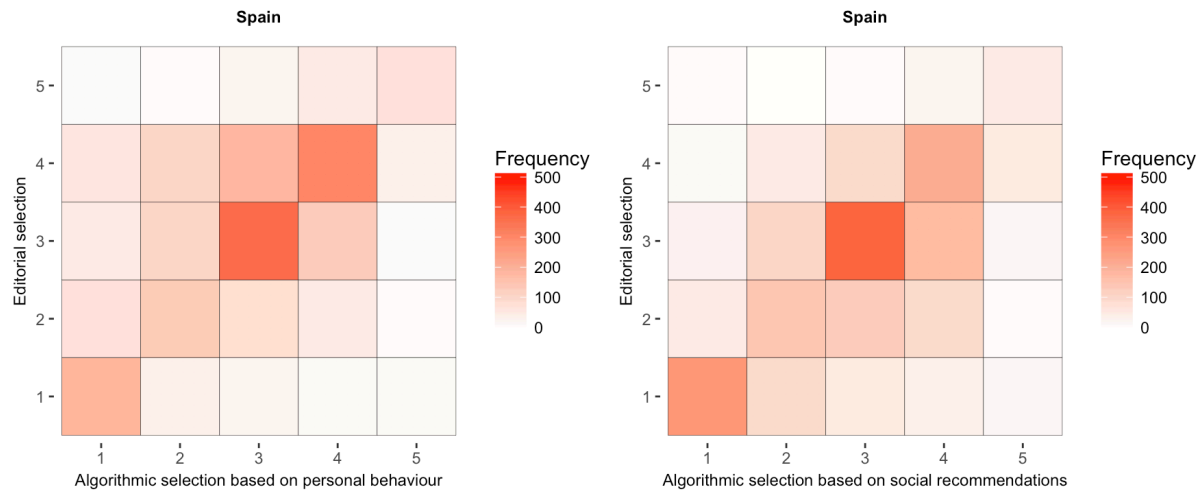 Spain
5
4
3
2
1
Editorial selection
1 2 3 4 5
Algorithmic selection based on personal behaviour
Frequency
500
400
300
200
100
0
Spain
5
4
3
2
1
Editorial selection
1 2 3 4 5
Algorithmic selection based on social recommendations
Frequency
500
400
300
200
100
0